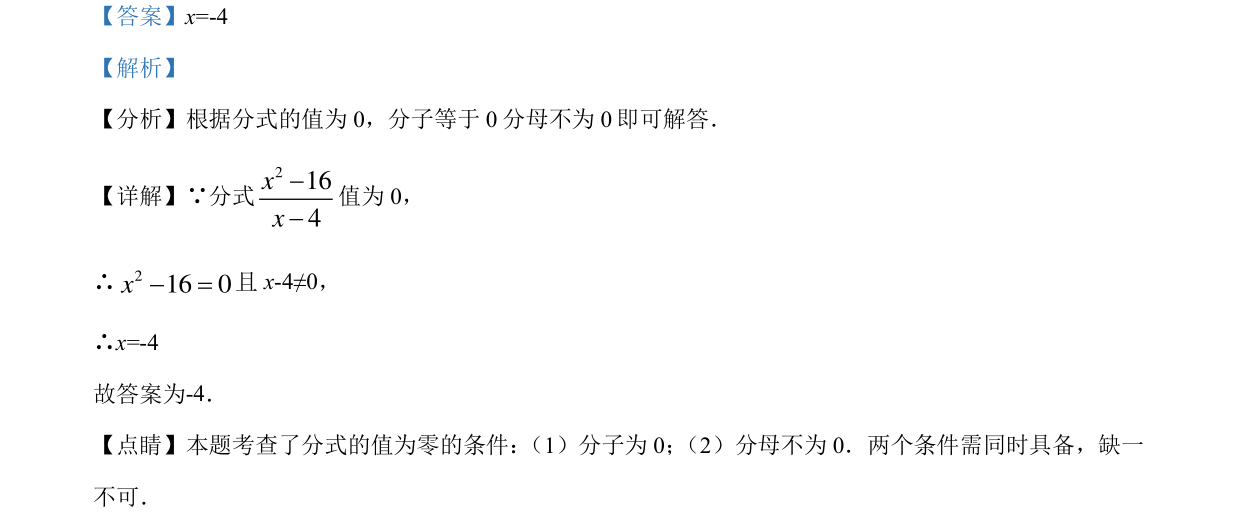 【答案】x=-4
【解析】
【分析】根据分式的值为 0，分子等于 0 分母不为 0 即可解答．
【详解】∵分式 \frac{x^2-16}{x-4} 值为 0，
∴ x^2-16=0 且 x-4≠0，
∴x=-4
故答案为-4．
【点睛】本题考查了分式的值为零的条件：（1）分子为 0；（2）分母不为 0．两个条件需同时具备，缺一
不可．